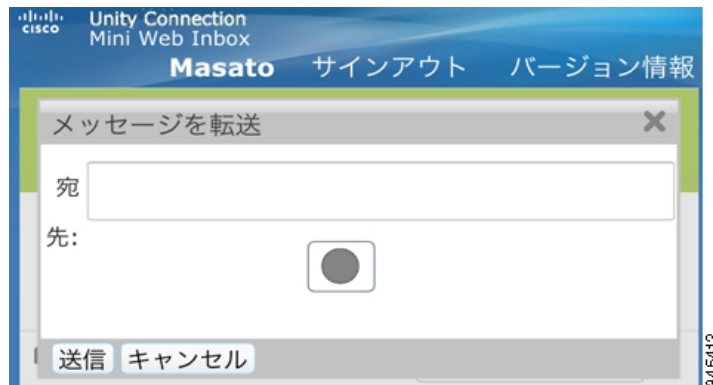 cisco
Unity Connection
Mini Web Inbox
Masato サインアウト バージョン情報
メッセージを転送
宛
先:
送信 キャンセル